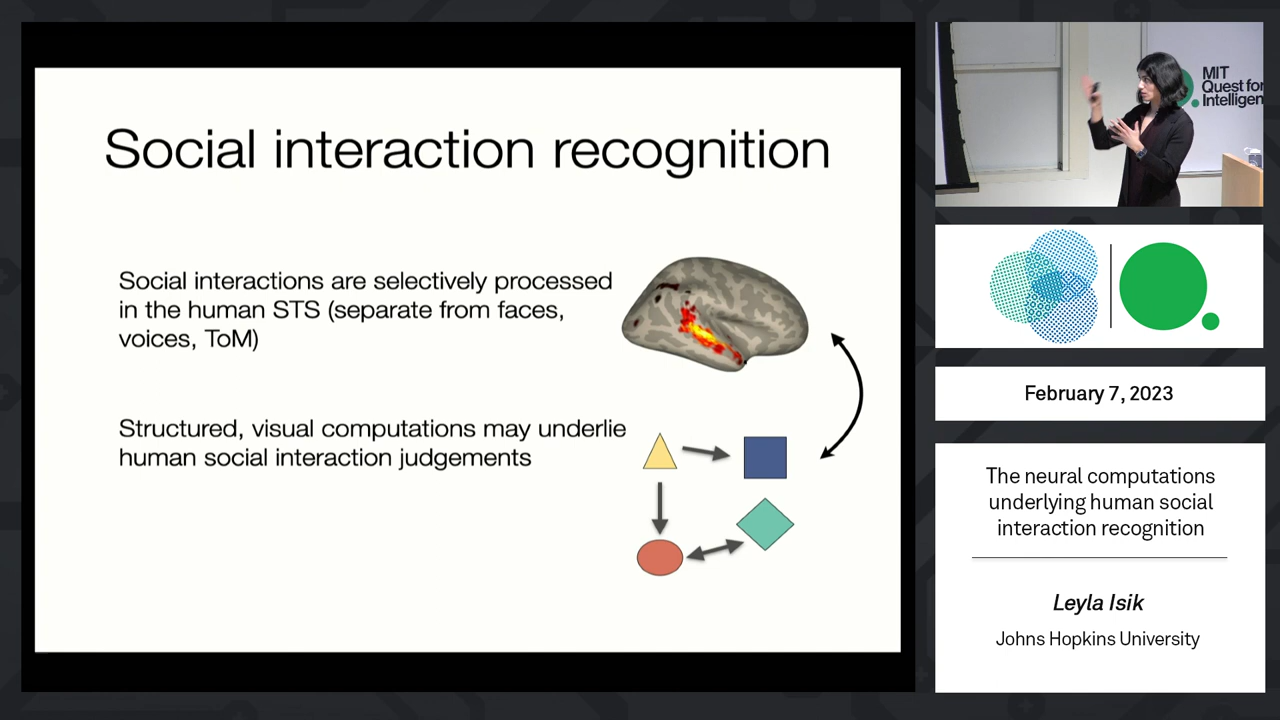 Social interaction recognition
Social interactions are selectively processed
in the human STS (separate from faces,
voices, ToM)
Structured, visual computations may underlie
human social interaction judgements
MIT
Quest for
Intelligen
February 7, 2023
The neural computations
underlying human social
interaction recognition
Leyla Isik
Johns Hopkins University